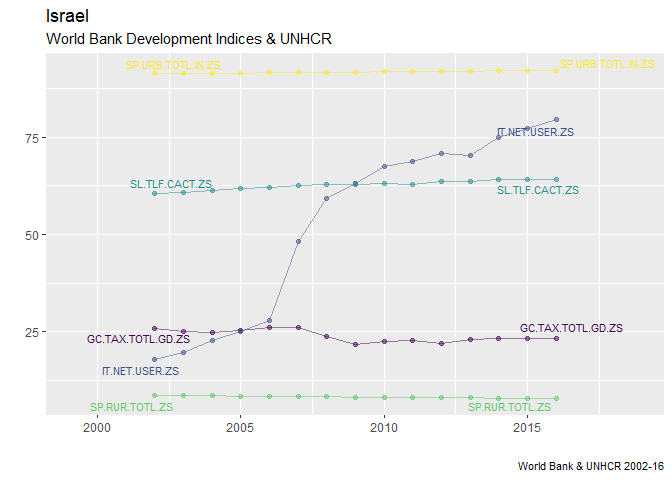 Israel
World Bank Development Indices & UNHCR
SP.URB.TOTL.IN.ZS
SP.URB.TOTL.IN.ZS
75
IT.NET.USER.ZS
SL.TLF.CACT.ZS
SL.TLF.CACT.ZS
50
25
GC.TAX.TOTL.GD.ZS
GC.TAX.TOTL.GD.ZS
IT.NET.USER.ZS
SP.RUR.TOTL.ZS
SP.RUR.TOTL.ZS
2000
2005
2010
2015
World Bank & UNHCR 2002-16